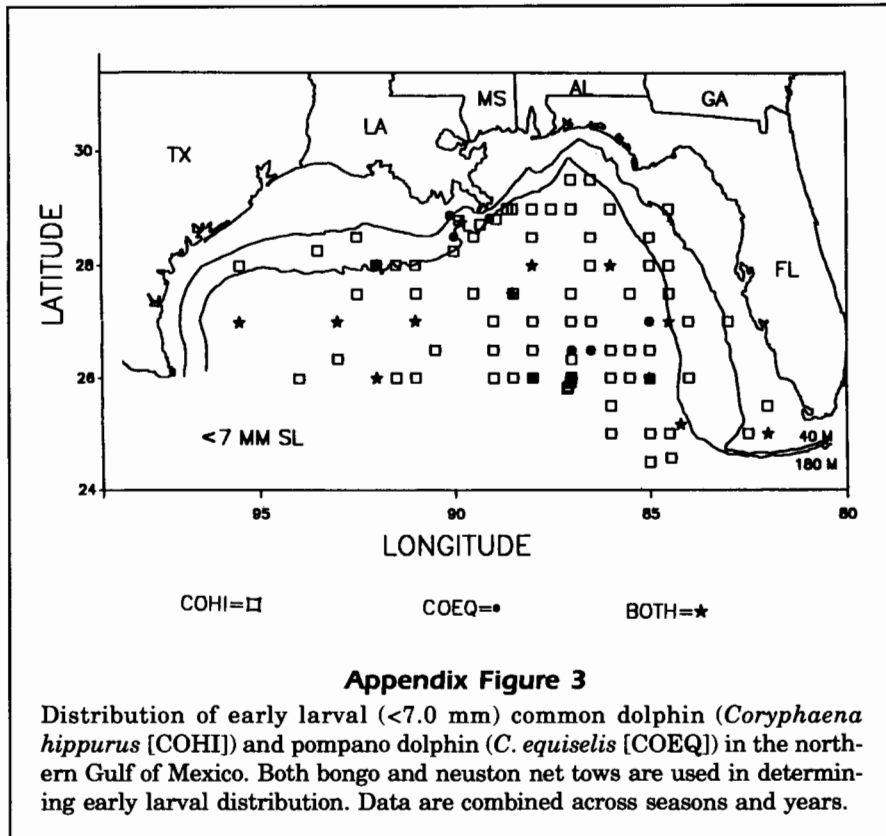 MS
AL
GA
LA
TX
30
28
26
24
LATITUDE
FL
<7 MM SL
40 M
180 M
95
90
85
80
LONGITUDE
COHI=□
COEQ=•
BOTH=★
Appendix Figure 3
Distribution of early larval (<7.0 mm) common dolphin (Coryphaena
hippurus [COHI]) and pompano dolphin (C. equiselis [COEQ]) in the north-
ern Gulf of Mexico. Both bongo and neuston net tows are used in determin-
ing early larval distribution. Data are combined across seasons and years.